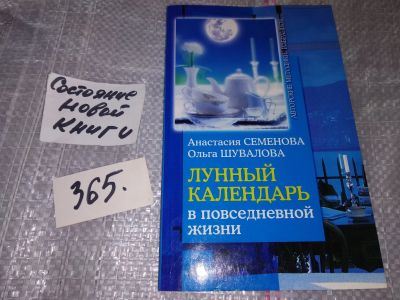 Состояние
новой
книги
365.
Анастасия СЕМЕНОВА
Ольга ШУВАЛОВА
ЛУННЫЙ
КАЛЕНДАРЬ
в повседневной
жизни